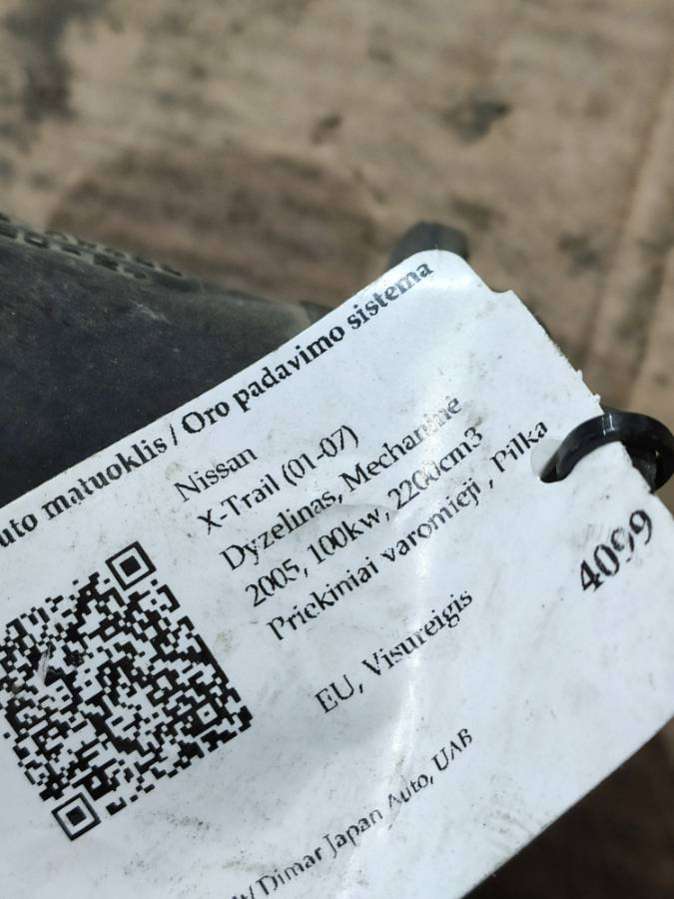 uto matuoklis / Oro padavimo sistema
Nissan
X-Trail (01-07)
Dyzelinas, Mechaninė
2005, 100kw, 2200cm3
Priekiniai varomieji , Pilka
EU, Visureigis
4099
t/ Dimar Japan Auto, UAB